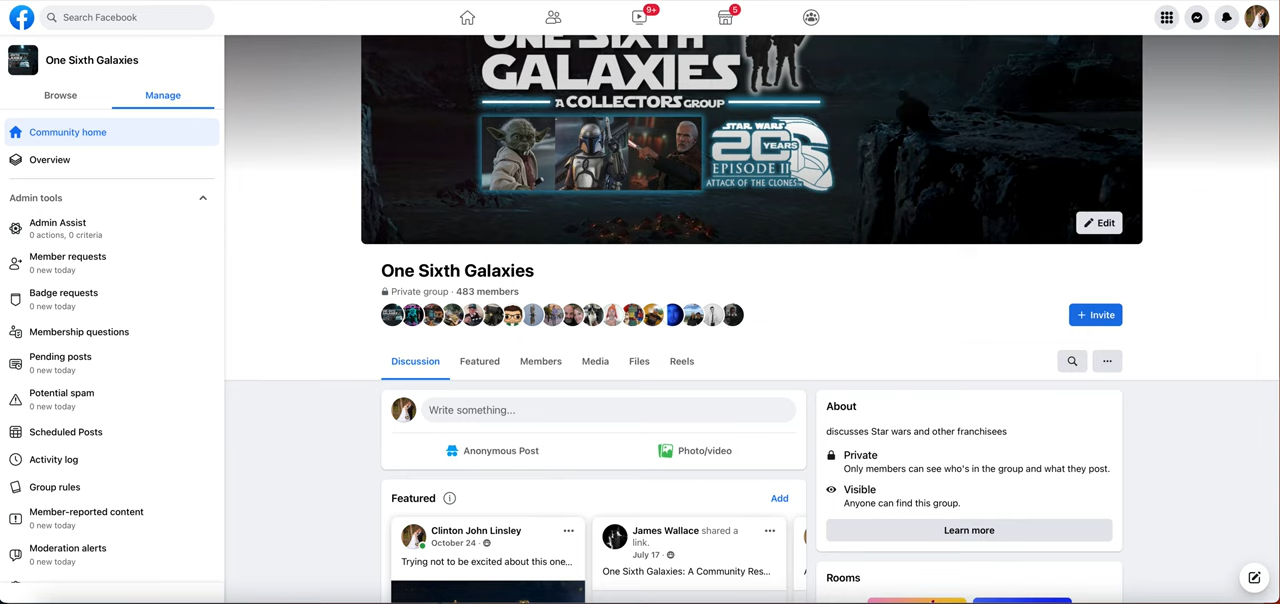 Search Facebook
9+
5
One Sixth Galaxies
Browse
Manage
Community home
Overview
Admin tools
Admin Assist
0 actions, 0 criteria
Member requests
0 new today
Badge requests
0 new today
Membership questions
Pending posts
0 new today
Potential spam
0 new today
Scheduled Posts
Activity log
Group rules
Member-reported content
0 new today
Moderation alerts
0 new today
ONE SIXTH
GALAXIES
A COLLECTORS GROUP
STAR WARS
20 YEARS
EPISODE II
ATTACK OF THE CLONES
Edit
One Sixth Galaxies
Private group · 483 members
+ Invite
Discussion
Featured
Members
Media
Files
Reels
Write something...
Anonymous Post
Photo/video
Featured
Add
Clinton John Linsley
October 24 ·
Trying not to be excited about this one...
James Wallace shared a
link.
July 17 ·
One Sixth Galaxies: A Community Res...
About
discusses Star wars and other franchisees
Private
Only members can see who's in the group and what they post.
Visible
Anyone can find this group.
Learn more
Rooms